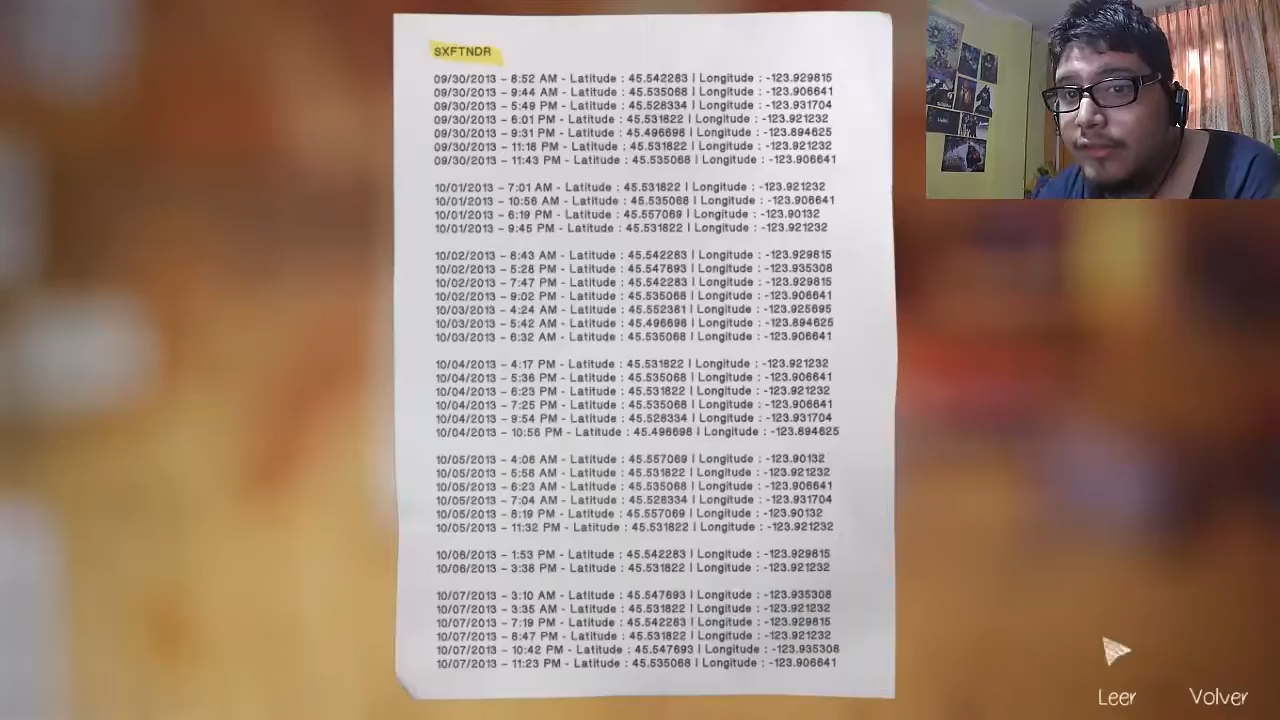 SXFTNDR
09/30/2013 - 8:52 AM - Latitude : 45.542283 | Longitude : -123.929815
09/30/2013 - 9:44 AM - Latitude : 45.535068 | Longitude : -123.906641
09/30/2013 - 5:49 PM - Latitude : 45.528334 | Longitude : -123.931704
09/30/2013 - 6:01 PM - Latitude : 45.531822 | Longitude : -123.921232
09/30/2013 - 9:31 PM - Latitude : 45.496698 | Longitude : -123.894625
09/30/2013 - 11:18 PM - Latitude : 45.531822 | Longitude : -123.921232
09/30/2013 - 11:43 PM - Latitude : 45.535068 | Longitude : -123.906641
10/01/2013 - 7:01 AM - Latitude : 45.531822 | Longitude : -123.921232
10/01/2013 - 10:56 AM - Latitude : 45.535068 | Longitude : -123.906641
10/01/2013 - 6:19 PM - Latitude : 45.557069 | Longitude : -123.90132
10/01/2013 - 9:45 PM - Latitude : 45.531822 | Longitude : -123.921232
10/02/2013 - 8:43 AM - Latitude : 45.542283 | Longitude : -123.929815
10/02/2013 - 5:28 PM - Latitude : 45.547693 | Longitude : -123.935308
10/02/2013 - 7:47 PM - Latitude : 45.542283 | Longitude : -123.929815
10/02/2013 - 9:02 PM - Latitude : 45.535068 | Longitude : -123.906641
10/03/2013 - 4:24 AM - Latitude : 45.552381 | Longitude : -123.925695
10/03/2013 - 5:42 AM - Latitude : 45.496698 | Longitude : -123.894625
10/03/2013 - 6:32 AM - Latitude : 45.535068 | Longitude : -123.906641
10/04/2013 - 4:17 PM - Latitude : 45.531822 | Longitude : -123.921232
10/04/2013 - 5:36 PM - Latitude : 45.535068 | Longitude : -123.906641
10/04/2013 - 6:23 PM - Latitude : 45.531822 | Longitude : -123.921232
10/04/2013 - 7:25 PM - Latitude : 45.535068 | Longitude : -123.906641
10/04/2013 - 9:54 PM - Latitude : 45.528334 | Longitude : -123.931704
10/04/2013 - 10:56 PM - Latitude : 45.496698 | Longitude : -123.894625
10/05/2013 - 4:08 AM - Latitude : 45.557069 | Longitude : -123.90132
10/05/2013 - 5:58 AM - Latitude : 45.531822 | Longitude : -123.921232
10/05/2013 - 6:23 AM - Latitude : 45.535068 | Longitude : -123.906641
10/05/2013 - 7:04 AM - Latitude : 45.528334 | Longitude : -123.931704
10/05/2013 - 8:19 PM - Latitude : 45.557069 | Longitude : -123.90132
10/05/2013 - 11:32 PM - Latitude : 45.531822 | Longitude : -123.921232
10/06/2013 - 1:53 PM - Latitude : 45.542283 | Longitude : -123.929815
10/06/2013 - 3:38 PM - Latitude : 45.531822 | Longitude : -123.921232
10/07/2013 - 3:10 AM - Latitude : 45.547693 | Longitude : -123.935308
10/07/2013 - 3:35 AM - Latitude : 45.531822 | Longitude : -123.921232
10/07/2013 - 7:19 PM - Latitude : 45.542283 | Longitude : -123.929815
10/07/2013 - 8:47 PM - Latitude : 45.531822 | Longitude : -123.921232
10/07/2013 - 10:42 PM - Latitude : 45.547693 | Longitude : -123.935308
10/07/2013 - 11:23 PM - Latitude : 45.535068 | Longitude : -123.906641
Leer Volver